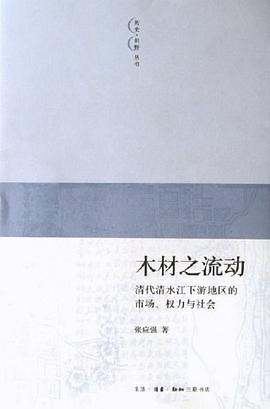 历史·田野 丛书
木材之流动
清代清水江下游地区的
市场、权力与社会
张应强 著
生活·读书·新知 三联书店